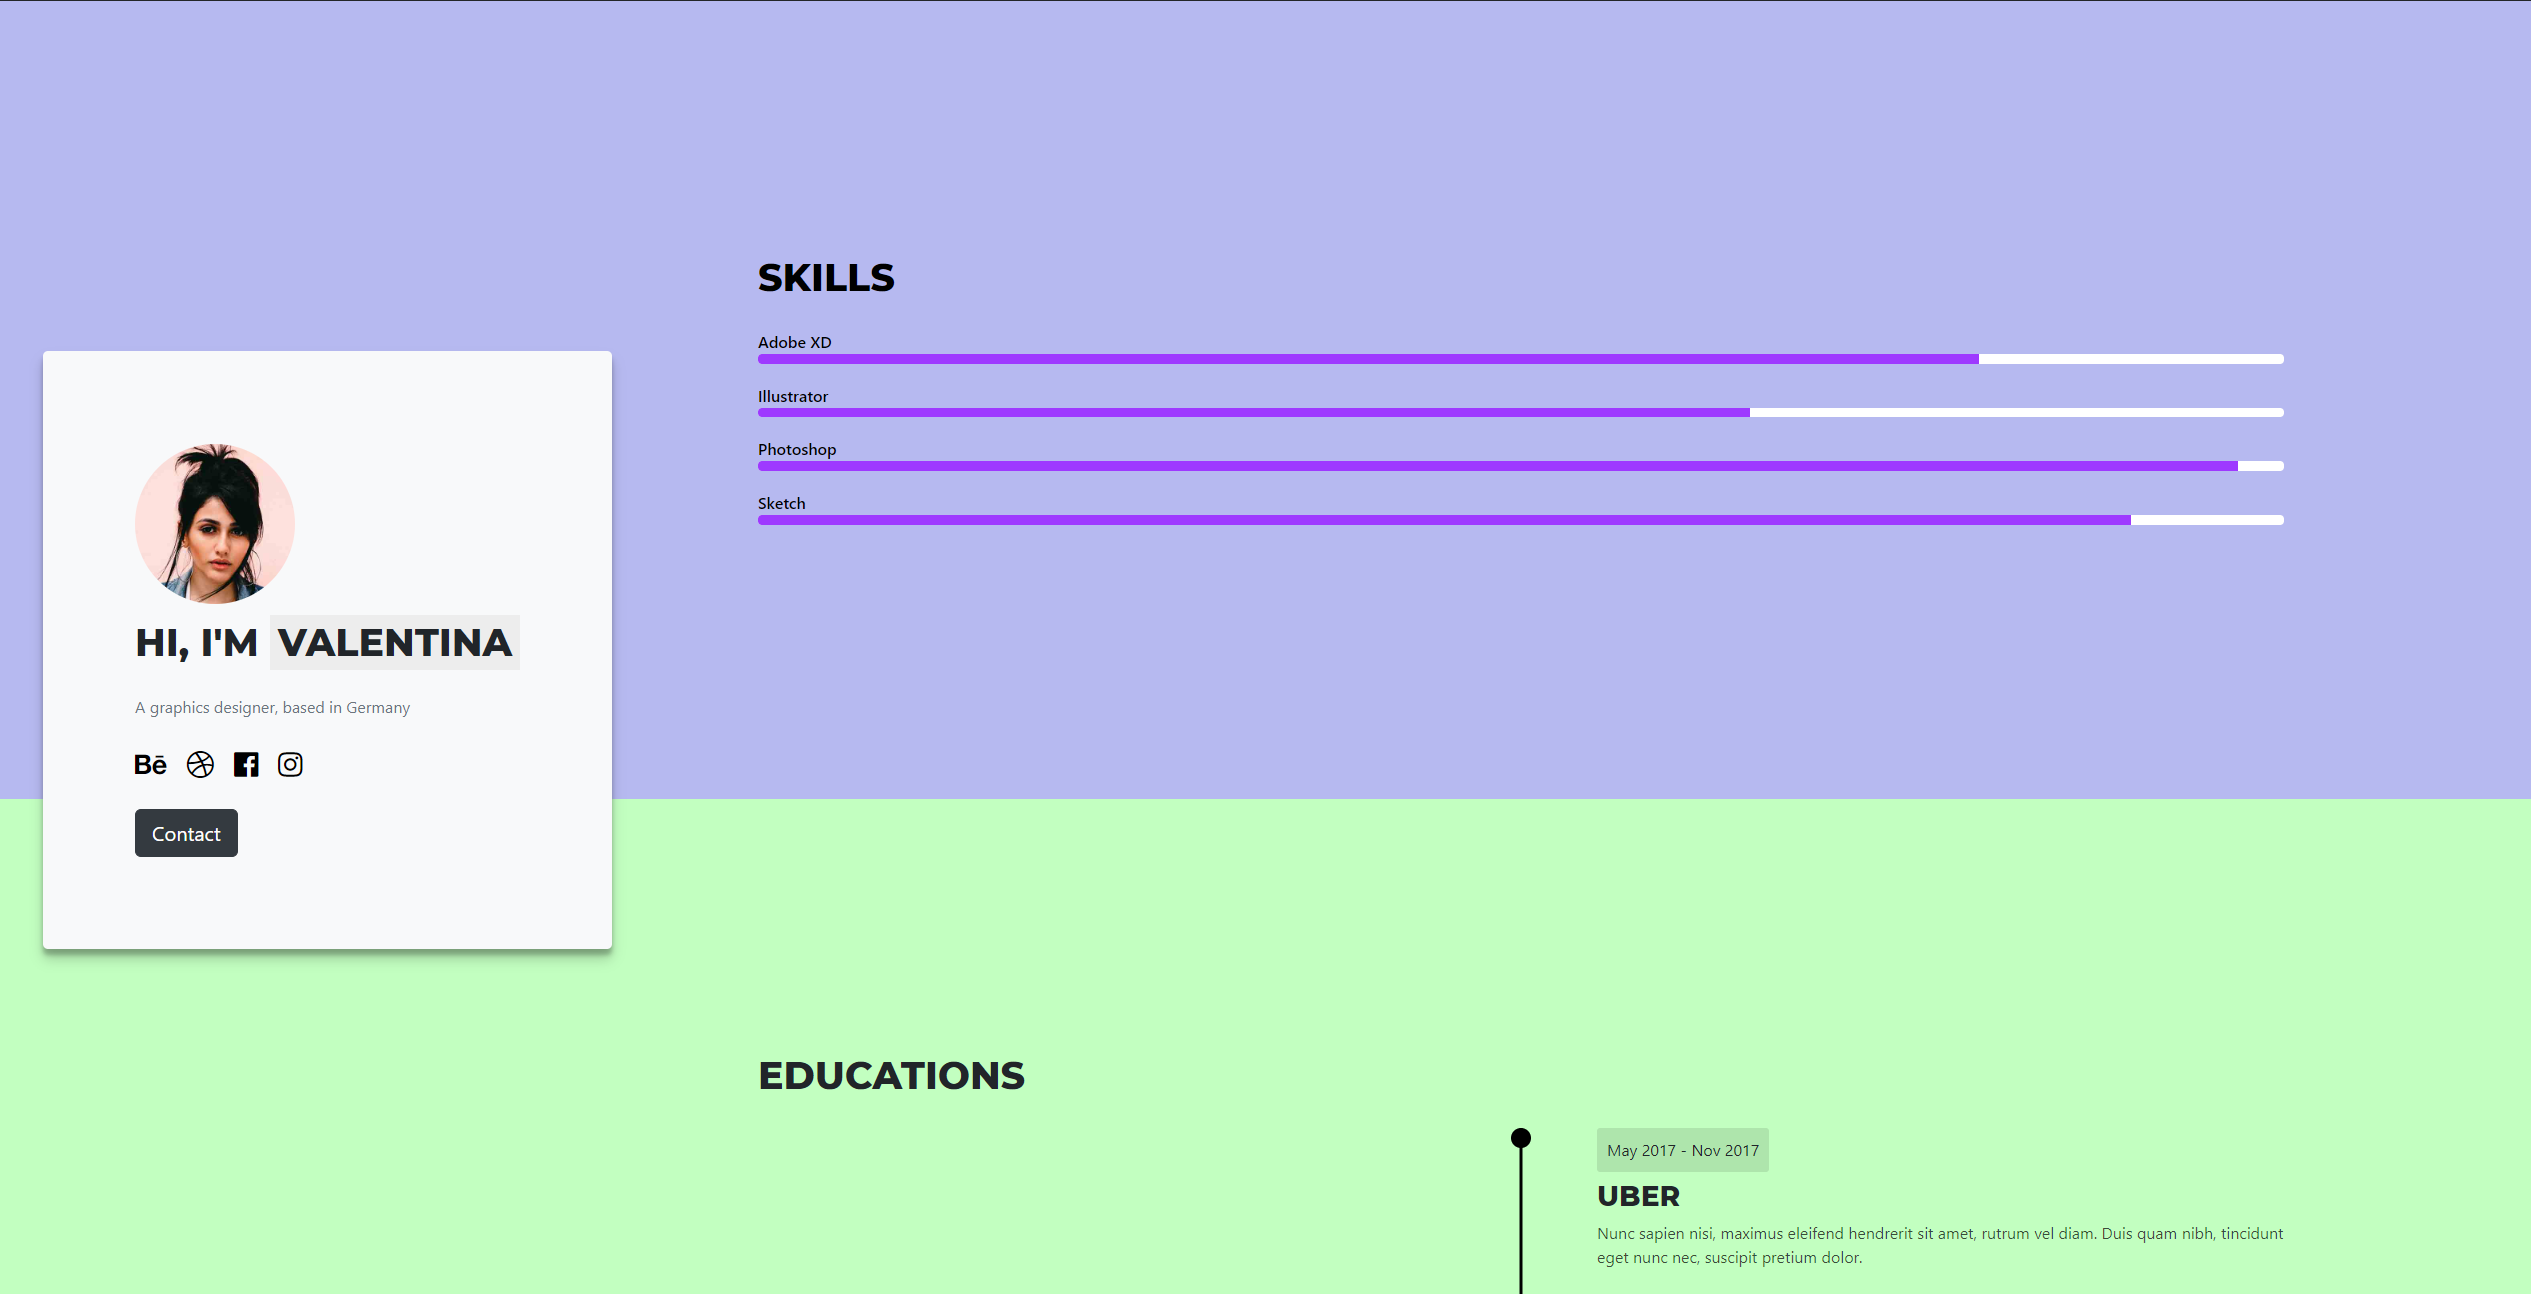 SKILLS
Adobe XD
Illustrator
Photoshop
Sketch
HI, I'M VALENTINA
A graphics designer, based in Germany
Bē
Contact
EDUCATIONS
May 2017 - Nov 2017
UBER
Nunc sapien nisi, maximus eleifend hendrerit sit amet, rutrum vel diam. Duis quam nibh, tincidunt
eget nunc nec, suscipit pretium dolor.